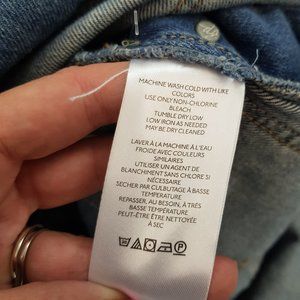 MACHINE WASH COLD WITH LIKE
COLORS
USE ONLY NON-CHLORINE
BLEACH
TUMBLE DRY LOW
LOW IRON AS NEEDED
MAY BE DRY CLEANED
LAVER À LA MACHINE À L'EAU
FROIDE AVEC COULEURS
SIMILAIRES
UTILISER UN AGENT DE
BLANCHIMENT SANS CHLORE SI
NÉCESSAIRE
SÉCHER PAR CULBUTAGE À BASSE
TEMPÉRATURE
REPASSER, AU BESOIN, À TRÈS
BASSE TEMPÉRATURE
PEUT-ÊTRE ÊTRE NETTOYÉE
À SEC